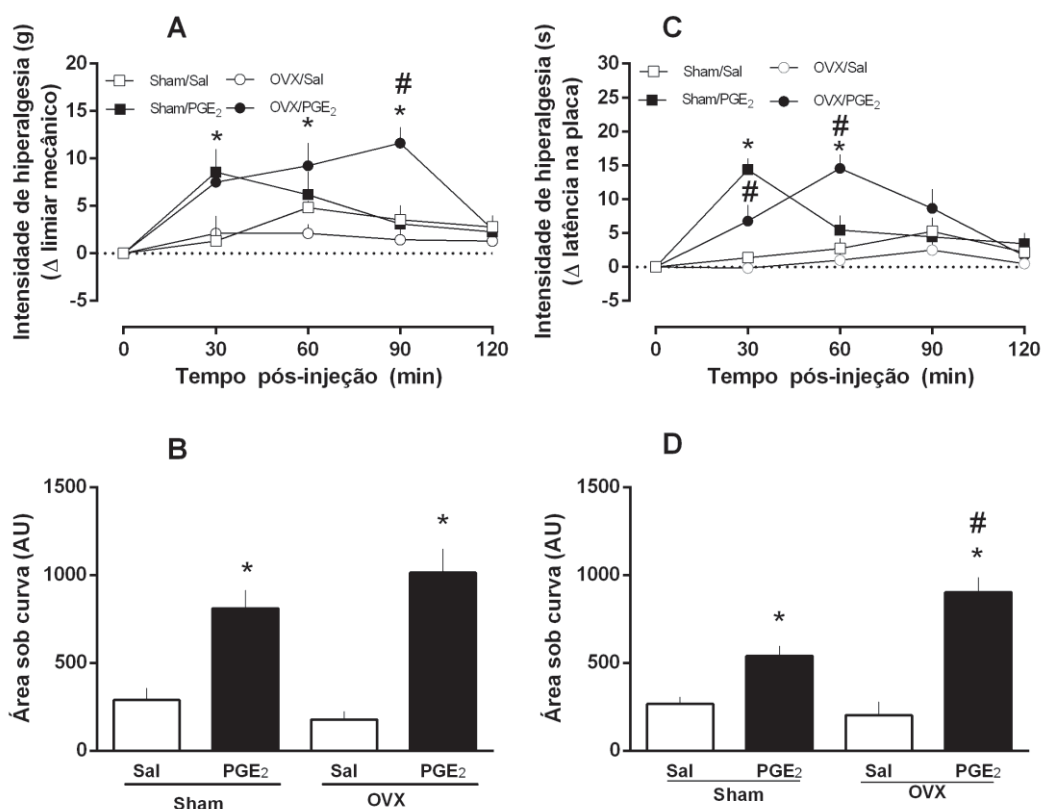 A
Intensidade de hiperalgesia (g)
(Δ limiar mecânico)
20
15
10
5
0
-5
Sham/Sal
OVX/Sal
Sham/PGE₂
OVX/PGE₂
*
*
#
*
0 30 60 90 120
Tempo pós-injeção (min)
C
Intensidade de hiperalgesia (s)
(Δ latência na placa)
30
25
20
15
10
5
0
-5
Sham/Sal
OVX/Sal
Sham/PGE₂
OVX/PGE₂
*
#
#
*
0 30 60 90 120
Tempo pós-injeção (min)
B
Área sob curva (AU)
1500
1000
500
0
*
*
Sal PGE₂ Sal PGE₂
Sham OVX
D
Área sob curva (AU)
1500
1000
500
0
*
#
*
Sal PGE₂ Sal PGE₂
Sham OVX